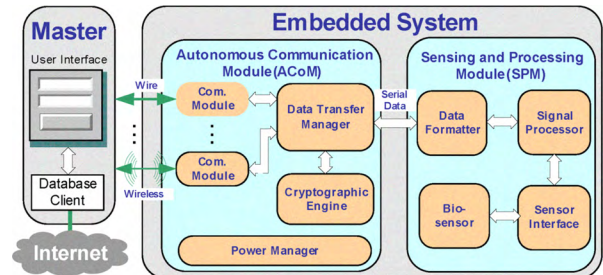 Master
User Interface
Database
Client
Internet
Wire
Wireless
Embedded System
Autonomous Communication
Module(ACoM)
Com.
Module
Com.
Module
Data Transfer
Manager
Cryptographic
Engine
Power Manager
Serial
Data
Sensing and Processing
Module(SPM)
Data
Formatter
Signal
Processor
Bio-
sensor
Sensor
Interface